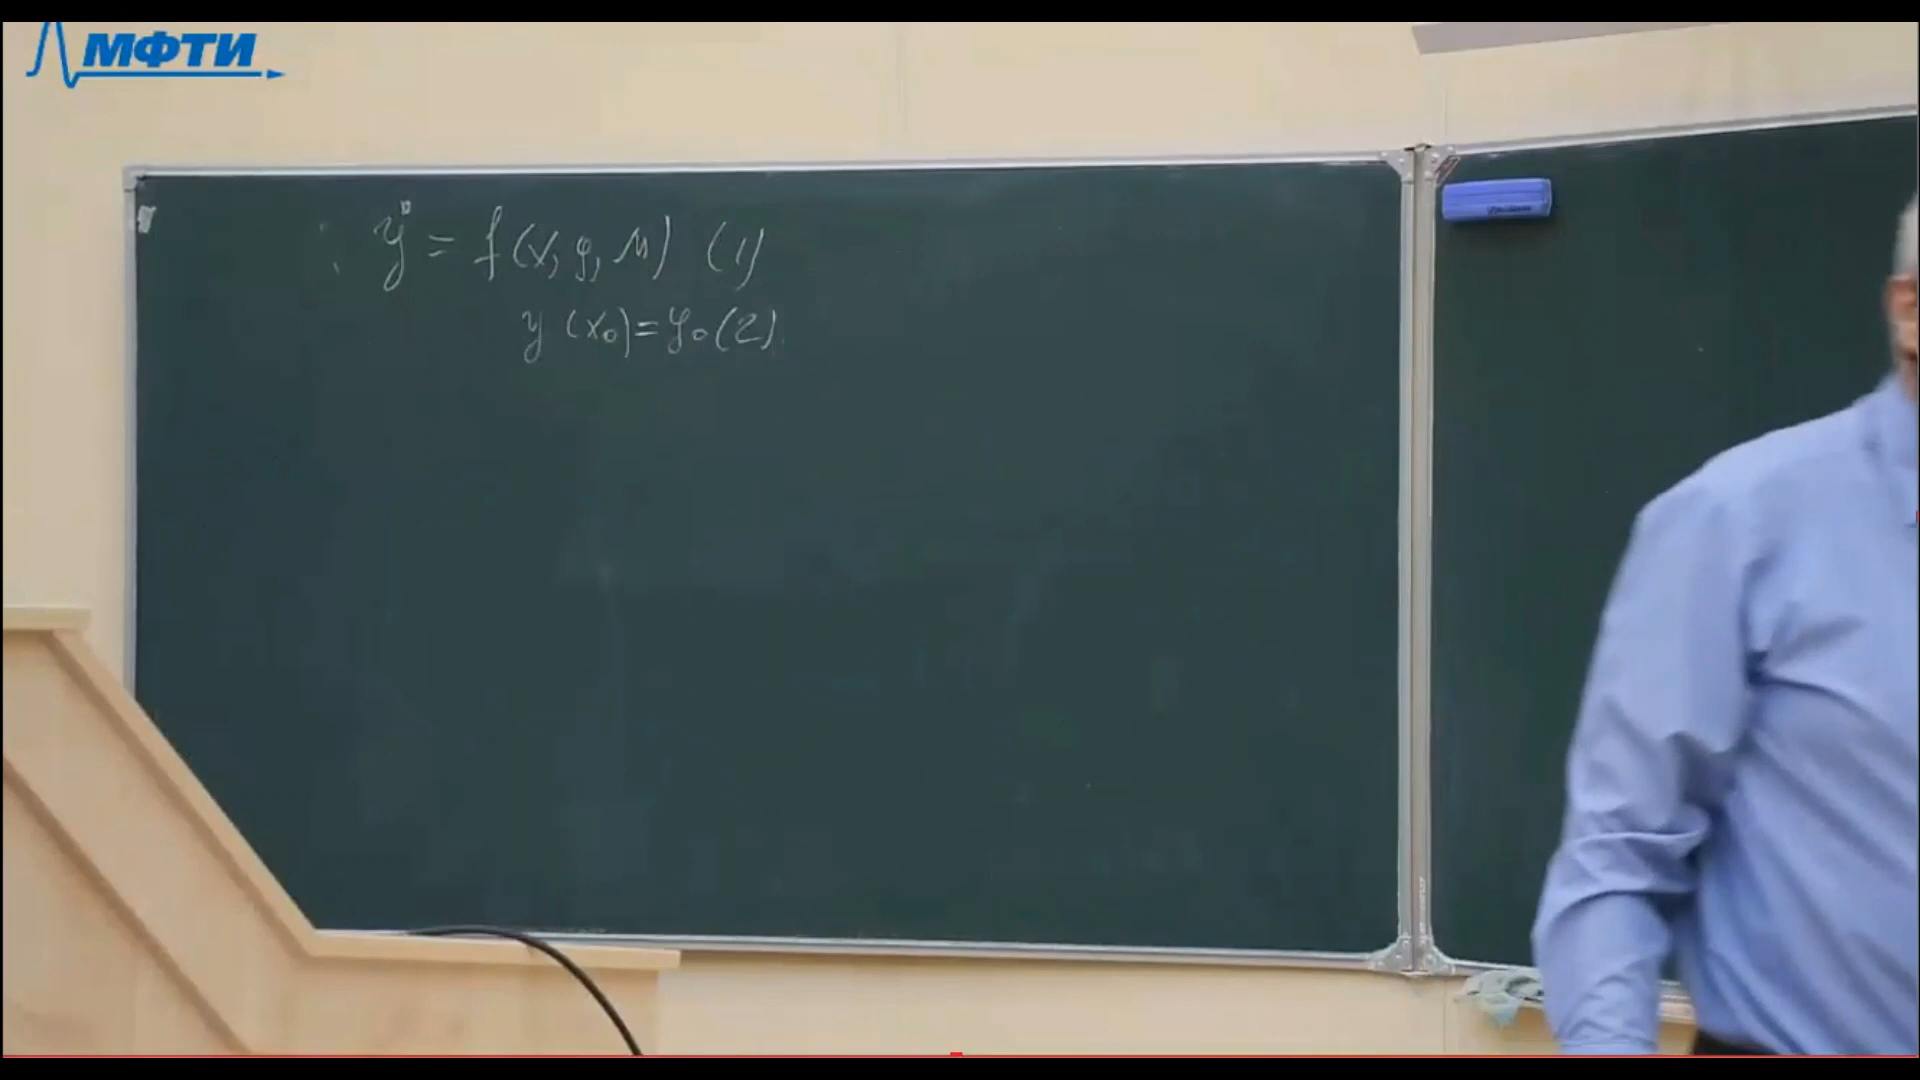 МФТИ
ẏ = f(x, y, μ) (1)
y(x₀) = y₀ (2)